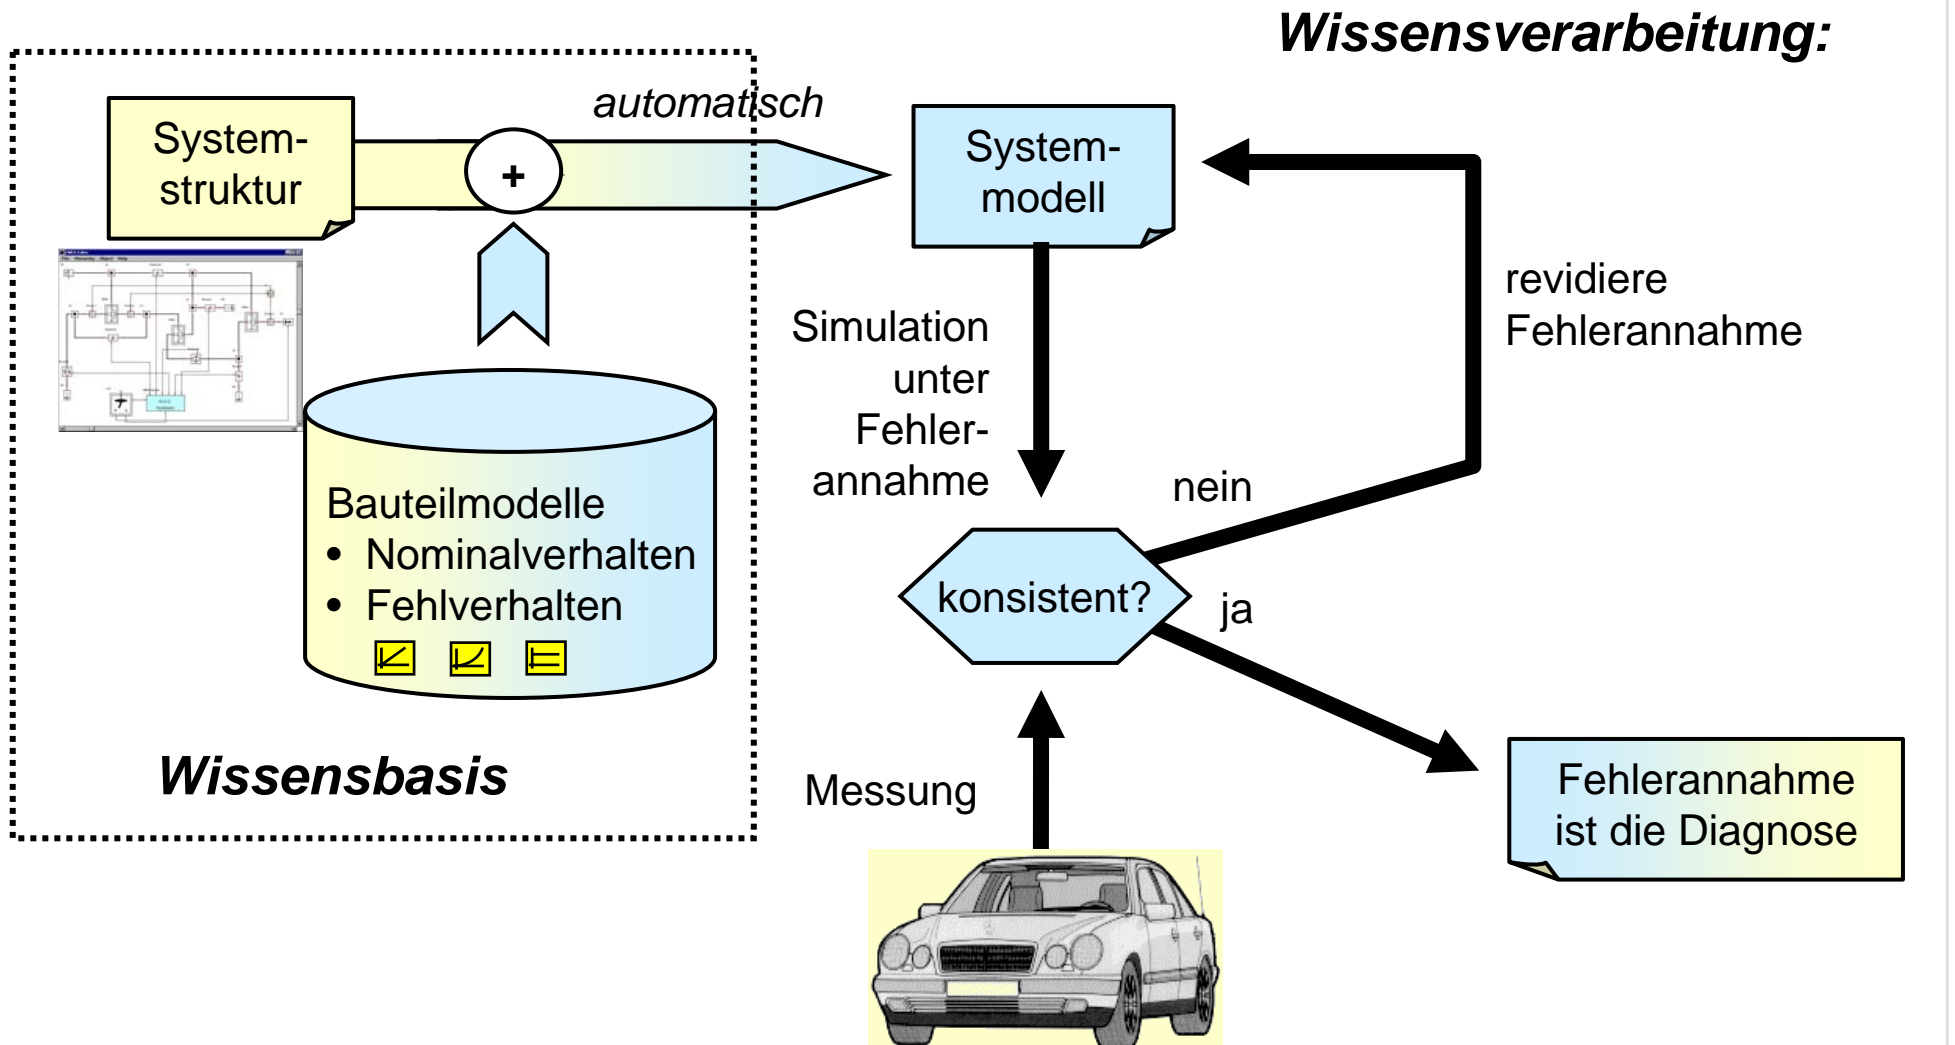 Wissensverarbeitung:
automatisch
System-
struktur
+
System-
modell
revidiere
Fehlerannahme
Simulation
unter
Fehler-
annahme
nein
Bauteilmodelle
• Nominalverhalten
• Fehlverhalten
konsistent?
ja
Wissensbasis
Messung
Fehlerannahme
ist die Diagnose